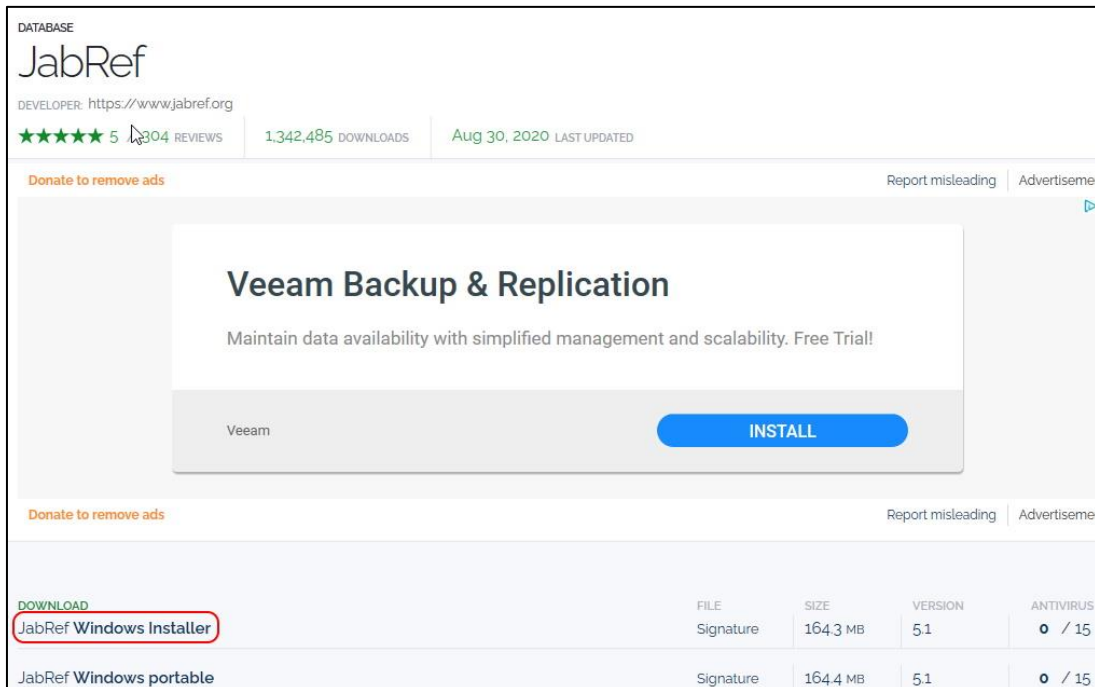 DATABASE
JabRef
DEVELOPER: https://www.jabref.org
★★★★★ 5 / 304 REVIEWS 1,342,485 DOWNLOADS Aug 30, 2020 LAST UPDATED
Donate to remove ads Report misleading Advertiseme
Veeam Backup & Replication
Maintain data availability with simplified management and scalability. Free Trial!
Veeam INSTALL
Donate to remove ads Report misleading Advertiseme
DOWNLOAD FILE SIZE VERSION ANTIVIRUS
JabRef Windows Installer Signature 164.3 MB 5.1 0 / 15
JabRef Windows portable Signature 164.4 MB 5.1 0 / 15